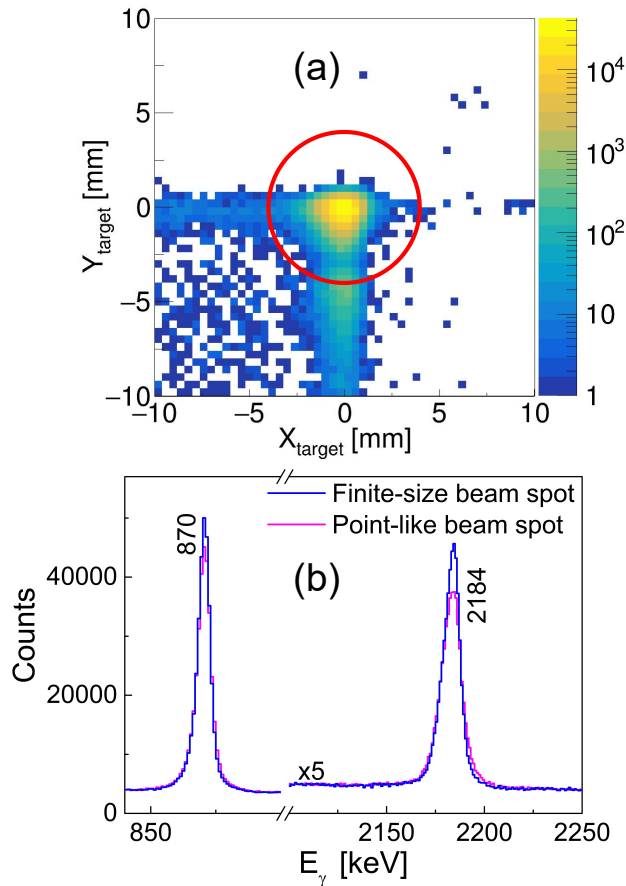 (a)
10
5
0
−5
−10
Y_target [mm]
−10 −5 0 5 10
X_target [mm]
10^4
10^3
10^2
10
1
Finite-size beam spot
Point-like beam spot
(b)
870
2184
x5
40000
20000
0
Counts
850 2150 2200 2250
E_γ [keV]